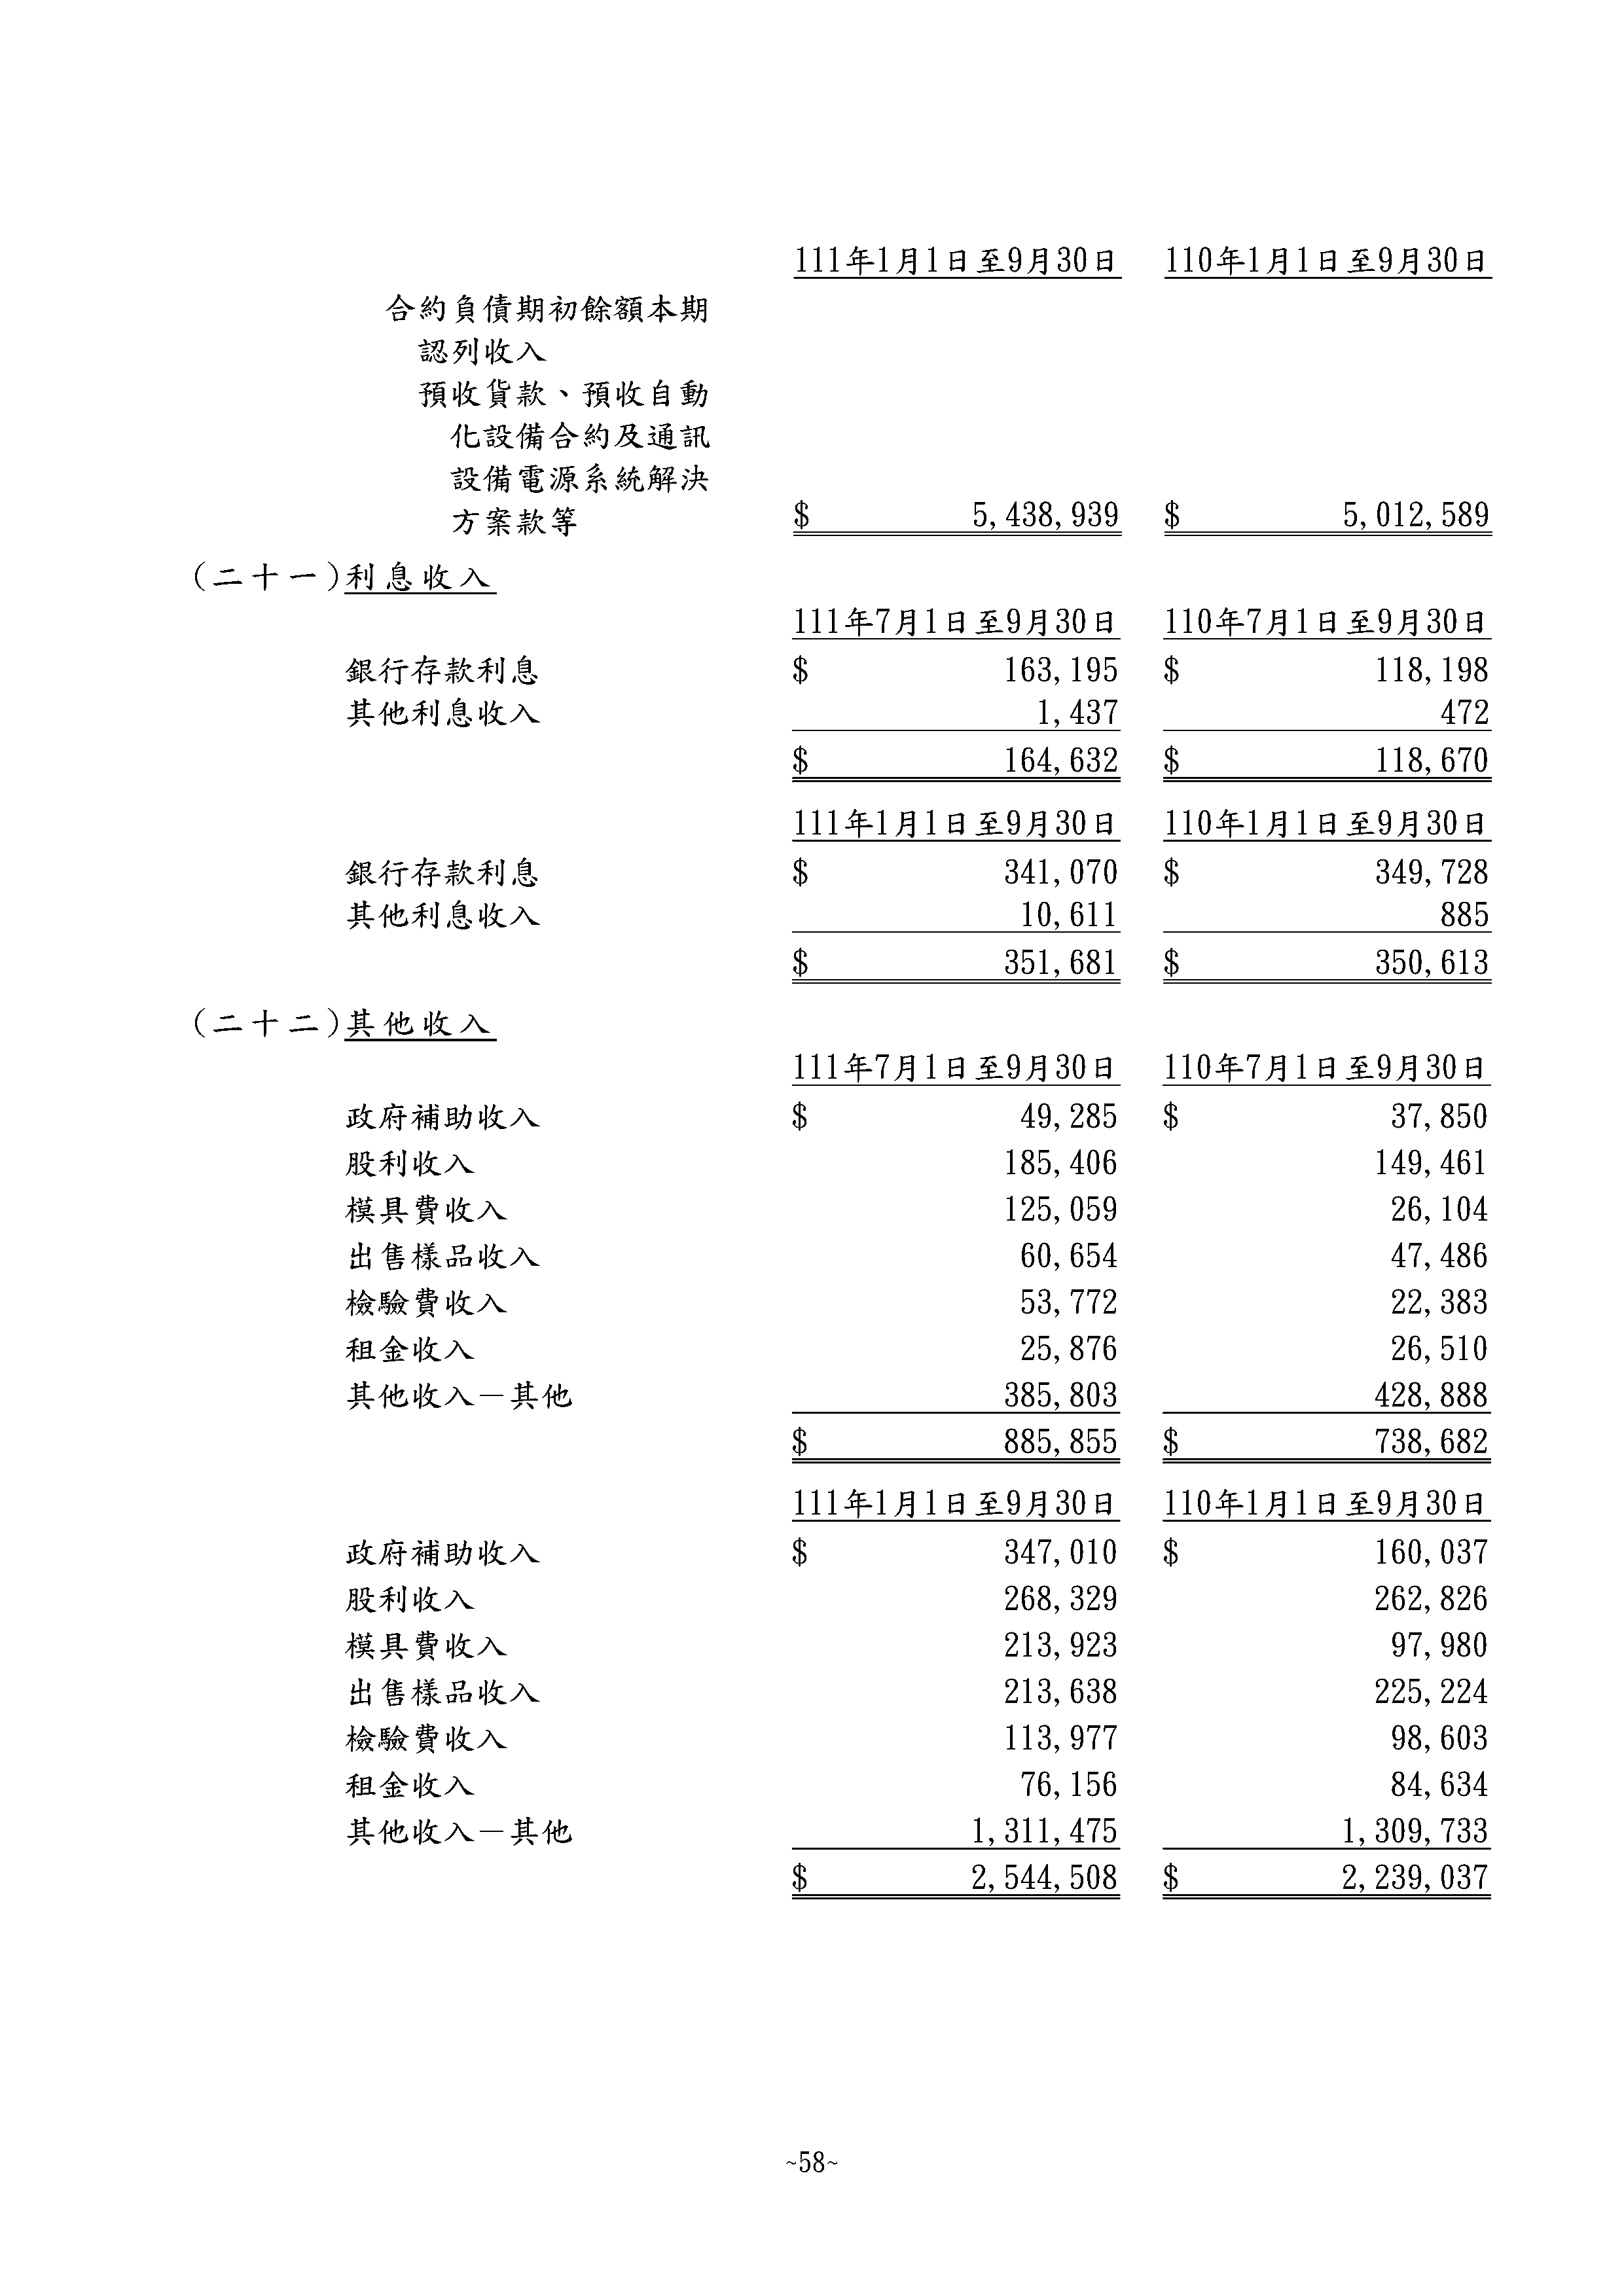 111年1月1日至9月30日 110年1月1日至9月30日
合約負債期初餘額本期
認列收入
預收貨款、預收自動
化設備合約及通訊
設備電源系統解決
方案款等 $ 5,438,939 $ 5,012,589
(二十一)利息收入
111年7月1日至9月30日 110年7月1日至9月30日
銀行存款利息 $ 163,195 $ 118,198
其他利息收入 1,437 472
$ 164,632 $ 118,670
111年1月1日至9月30日 110年1月1日至9月30日
銀行存款利息 $ 341,070 $ 349,728
其他利息收入 10,611 885
$ 351,681 $ 350,613
(二十二)其他收入
111年7月1日至9月30日 110年7月1日至9月30日
政府補助收入 $ 49,285 $ 37,850
股利收入 185,406 149,461
模具費收入 125,059 26,104
出售樣品收入 60,654 47,486
檢驗費收入 53,772 22,383
租金收入 25,876 26,510
其他收入－其他 385,803 428,888
$ 885,855 $ 738,682
111年1月1日至9月30日 110年1月1日至9月30日
政府補助收入 $ 347,010 $ 160,037
股利收入 268,329 262,826
模具費收入 213,923 97,980
出售樣品收入 213,638 225,224
檢驗費收入 113,977 98,603
租金收入 76,156 84,634
其他收入－其他 1,311,475 1,309,733
$ 2,544,508 $ 2,239,037
~58~